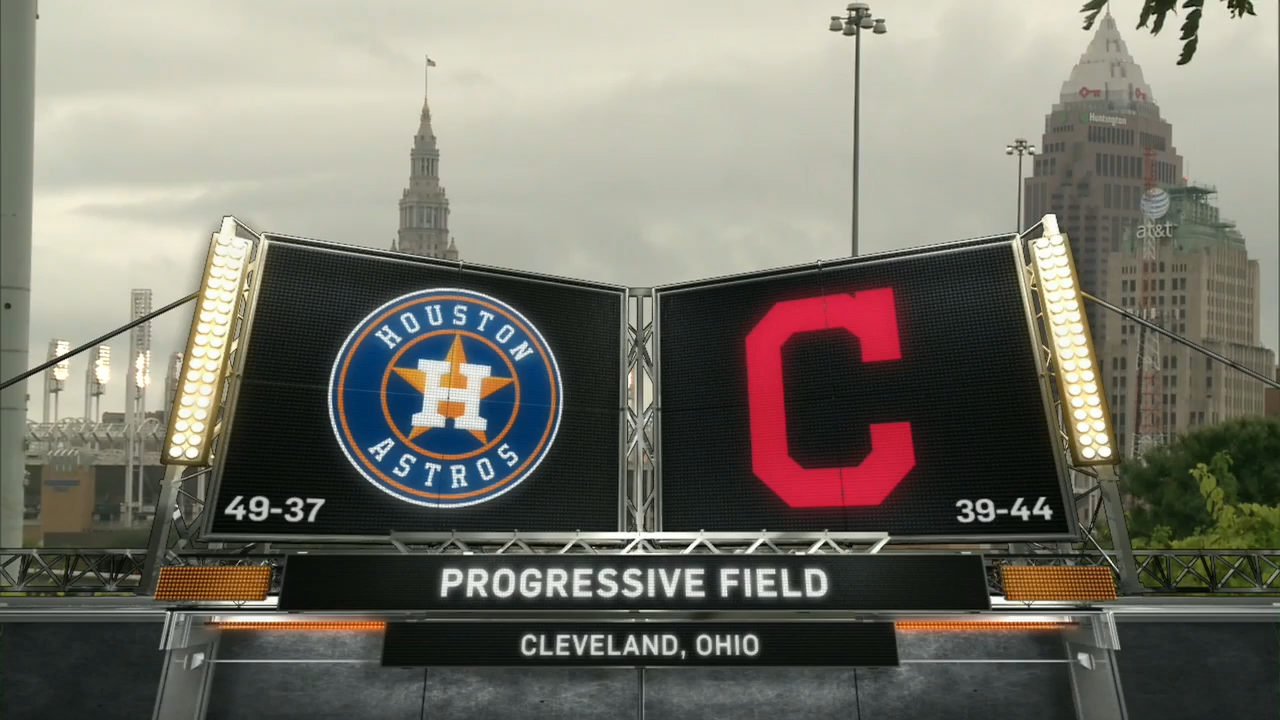 Huntington
at&t
HOUSTON
H
ASTROS
C
49-37
39-44
PROGRESSIVE FIELD
CLEVELAND, OHIO